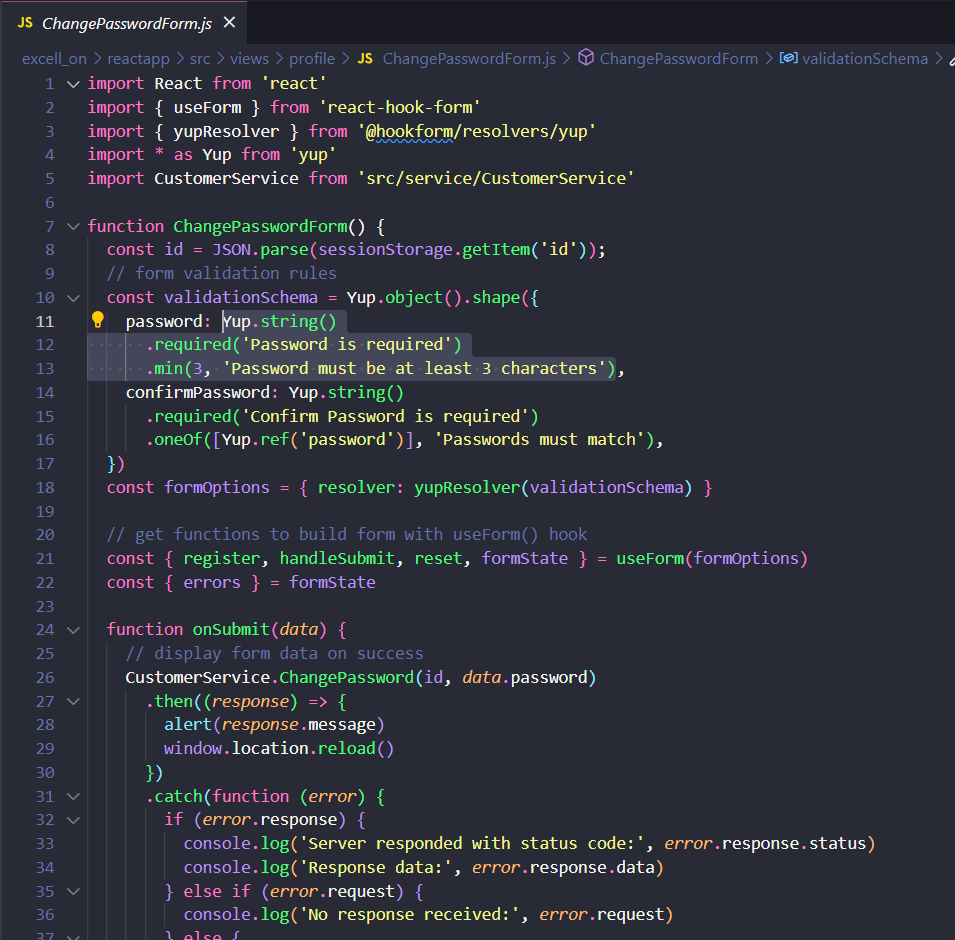 JS ChangePasswordForm.js ✕
excell_on > reactapp > src > views > profile > JS ChangePasswordForm.js > ChangePasswordForm > validationSchema >
1 import React from 'react'
2 import { useForm } from 'react-hook-form'
3 import { yupResolver } from '@hookform/resolvers/yup'
4 import * as Yup from 'yup'
5 import CustomerService from 'src/service/CustomerService'
6
7 function ChangePasswordForm() {
8 const id = JSON.parse(sessionStorage.getItem('id'));
9 // form validation rules
10 const validationSchema = Yup.object().shape({
11 password: Yup.string()
12 .required('Password is required')
13 .min(3, 'Password must be at least 3 characters'),
14 confirmPassword: Yup.string()
15 .required('Confirm Password is required')
16 .oneOf([Yup.ref('password')], 'Passwords must match'),
17 })
18 const formOptions = { resolver: yupResolver(validationSchema) }
19
20 // get functions to build form with useForm() hook
21 const { register, handleSubmit, reset, formState } = useForm(formOptions)
22 const { errors } = formState
23
24 function onSubmit(data) {
25 // display form data on success
26 CustomerService.ChangePassword(id, data.password)
27 .then((response) => {
28 alert(response.message)
29 window.location.reload()
30 })
31 .catch(function (error) {
32 if (error.response) {
33 console.log('Server responded with status code:', error.response.status)
34 console.log('Response data:', error.response.data)
35 } else if (error.request) {
36 console.log('No response received:', error.request)
37 } else {